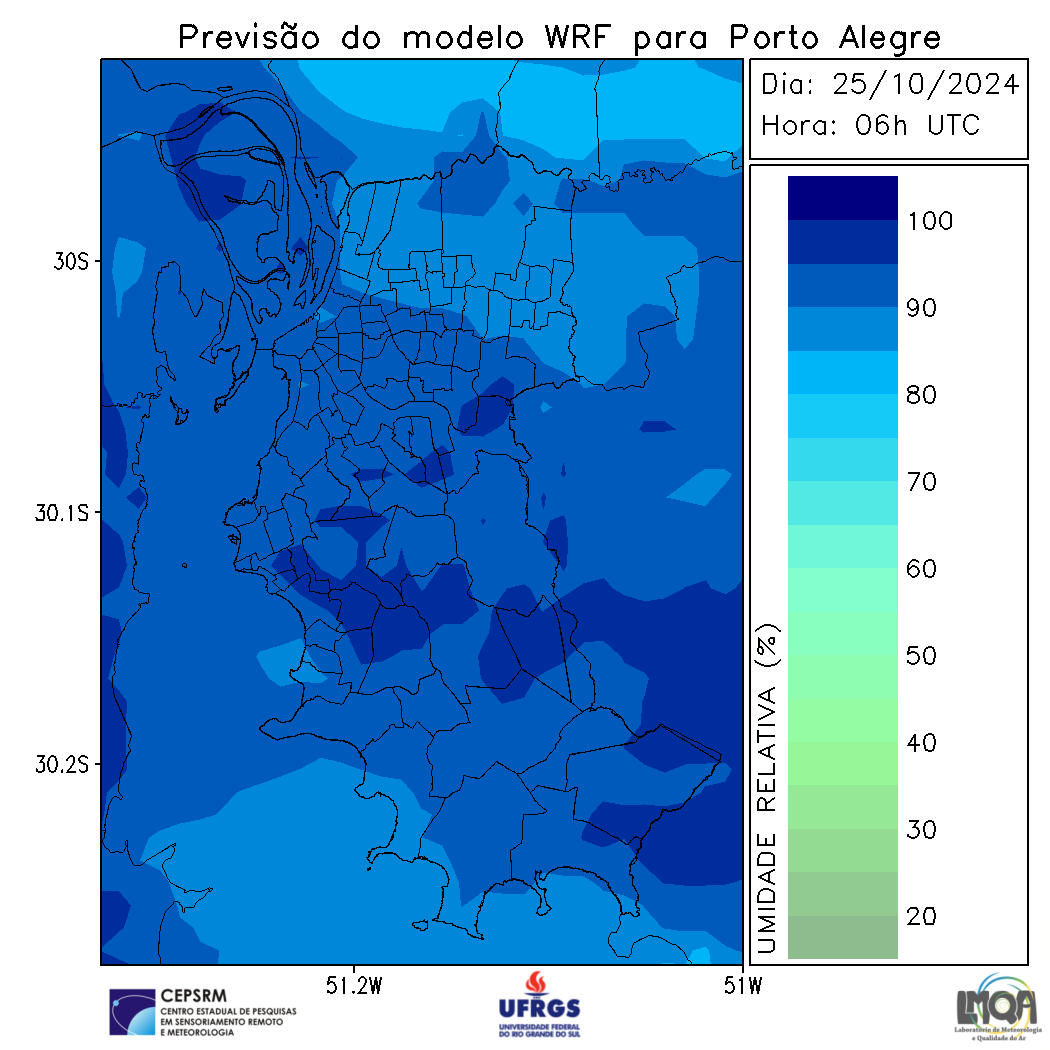 Previsão do modelo WRF para Porto Alegre
Dia: 25/10/2024
Hora: 06h UTC
30S
30.1S
30.2S
51.2W
51W
UMIDADE RELATIVA (%)
100
90
80
70
60
50
40
30
20
CEPSRM
CENTRO ESTADUAL DE PESQUISAS
EM SENSORIAMENTO REMOTO
E METEOROLOGIA
UFRGS
UNIVERSIDADE FEDERAL
DO RIO GRANDE DO SUL
LMQA
Laboratório de Meteorologia
e Qualidade do Ar